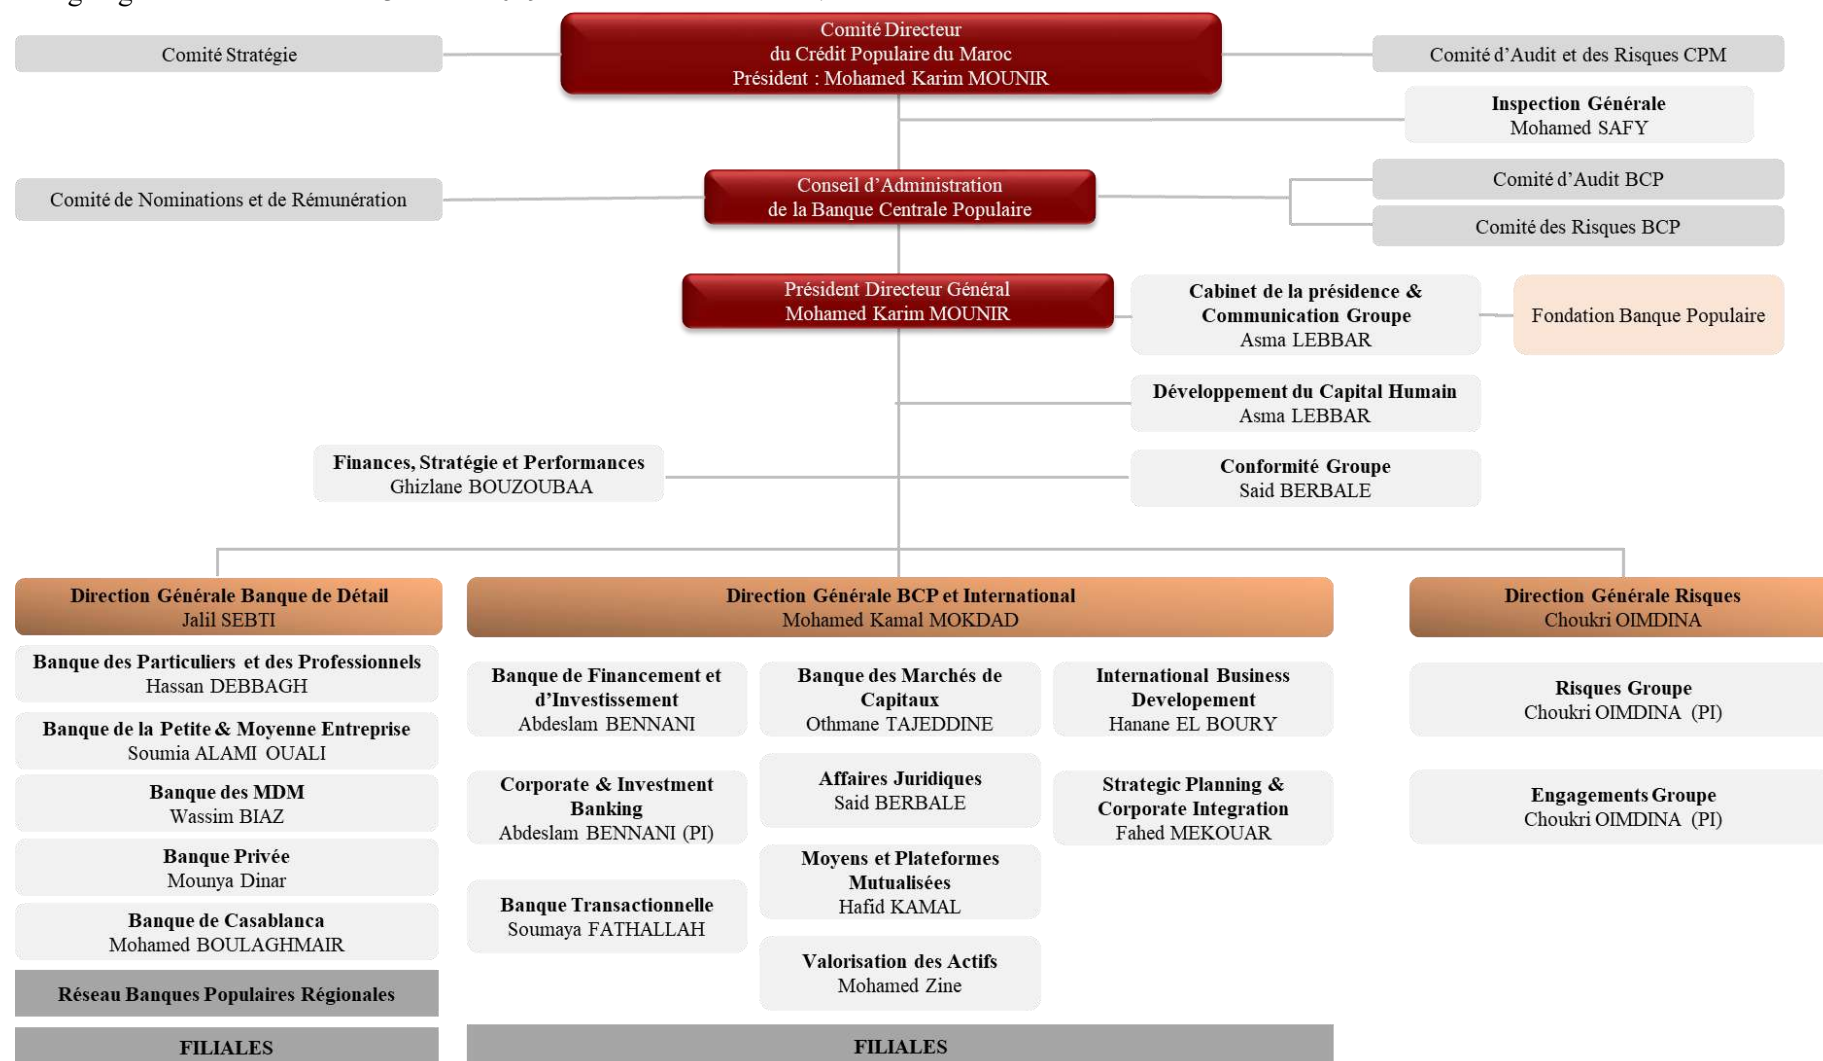 Comité Directeur
du Crédit Populaire du Maroc
Président : Mohamed Karim MOUNIR
Comité Stratégie
Comité d'Audit et des Risques CPM
Inspection Générale
Mohamed SAFY
Conseil d'Administration
de la Banque Centrale Populaire
Comité de Nominations et de Rémunération
Comité d'Audit BCP
Comité des Risques BCP
Président Directeur Général
Mohamed Karim MOUNIR
Cabinet de la présidence &
Communication Groupe
Asma LEBBAR
Fondation Banque Populaire
Développement du Capital Humain
Asma LEBBAR
Finances, Stratégie et Performances
Ghizlane BOUZOUBAA
Conformité Groupe
Said BERBALE
Direction Générale Banque de Détail
Jalil SEBTI
Banque des Particuliers et des Professionnels
Hassan DEBBAGH
Banque de la Petite & Moyenne Entreprise
Soumia ALAMI OUALI
Banque des MDM
Wassim BIAZ
Banque Privée
Mounya Dinar
Banque de Casablanca
Mohamed BOULAGHMAIR
Réseau Banques Populaires Régionales
FILIALES
Direction Générale BCP et International
Mohamed Kamal MOKDAD
Banque de Financement et
d'Investissement
Abdeslam BENNANI
Corporate & Investment
Banking
Abdeslam BENNANI (PI)
Banque Transactionnelle
Soumaya FATHALLAH
Banque des Marchés de
Capitaux
Othmane TAJEDDINE
Affaires Juridiques
Said BERBALE
Moyens et Plateformes
Mutualisées
Hafid KAMAL
Valorisation des Actifs
Mohamed Zine
International Business
Developement
Hanane EL BOURY
Strategic Planning &
Corporate Integration
Fahed MEKOUAR
FILIALES
Direction Générale Risques
Choukri OIMDINA
Risques Groupe
Choukri OIMDINA (PI)
Engagements Groupe
Choukri OIMDINA (PI)